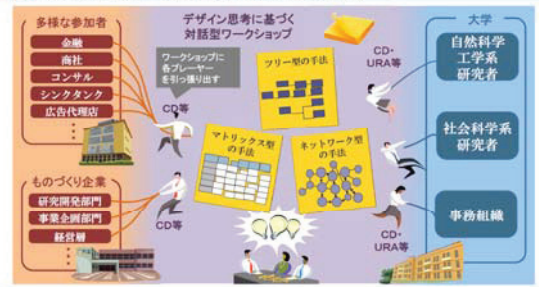 多様な参加者
金融
商社
コンサル
シンクタンク
広告代理店
ものづくり企業
研究開発部門
事業企画部門
経営層
デザイン思考に基づく
対話型ワークショップ
ワークショップに
各プレーヤー
を引っ張り出す
CD等
CD等
ツリー型の手法
マトリックス型
の手法
ネットワーク型
の手法
CD・
URA等
CD・
URA等
大学
自然科学
工学系
研究者
社会科学系
研究者
事務組織